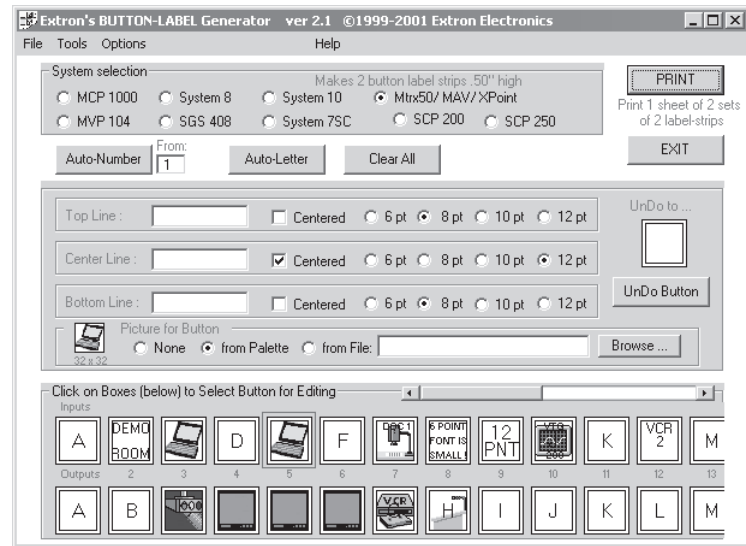 Extron's BUTTON-LABEL Generator ver 2.1 ©1999-2001 Extron Electronics
File Tools Options Help
System selection
Makes 2 button label strips .50" high
MCP 1000 System 8 System 10 Mtrx50/ MAV/ XPoint
MVP 104 SGS 408 System 7SC SCP 200 SCP 250
PRINT
Print 1 sheet of 2 sets
of 2 label-strips
EXIT
Auto-Number From: 1 Auto-Letter Clear All
Top Line : Centered 6 pt 8 pt 10 pt 12 pt
Center Line : Centered 6 pt 8 pt 10 pt 12 pt
Bottom Line : Centered 6 pt 8 pt 10 pt 12 pt
UnDo to ...
UnDo Button
Picture for Button
32 x 32
None from Palette from File: Browse ...
Click on Boxes (below) to Select Button for Editing
Inputs
A DEMO ROOM D F DOC 1 6 POINT FONT IS SMALL ! 12 PNT K VCR 2 M
Outputs 2 3 4 5 6 7 8 9 10 11 12 13
A B VCR H I J K L M